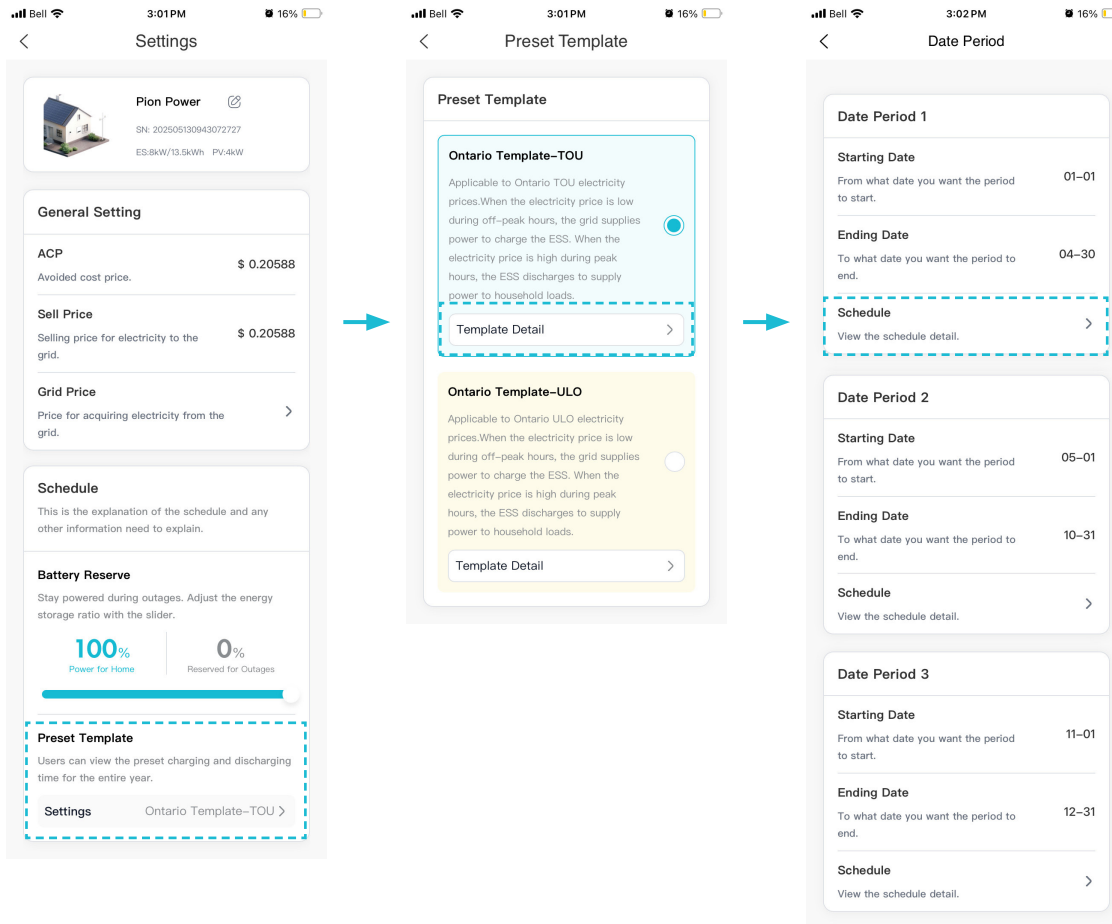 Bell 3:01 PM 16%
Settings
Pion Power
SN: 202505130943072727
ES:8kW/13.5kWh PV:4kW
General Setting
ACP
Avoided cost price.
$ 0.20588
Sell Price
Selling price for electricity to the
grid.
$ 0.20588
Grid Price
Price for acquiring electricity from the
grid.
Schedule
This is the explanation of the schedule and any
other information need to explain.
Battery Reserve
Stay powered during outages. Adjust the energy
storage ratio with the slider.
100% 0%
Power for Home Reserved for Outages
Preset Template
Users can view the preset charging and discharging
time for the entire year.
Settings Ontario Template-TOU
Bell 3:01 PM 16%
Preset Template
Preset Template
Ontario Template-TOU
Applicable to Ontario TOU electricity
prices.When the electricity price is low
during off-peak hours, the grid supplies
power to charge the ESS. When the
electricity price is high during peak
hours, the ESS discharges to supply
power to household loads.
Template Detail
Ontario Template-ULO
Applicable to Ontario ULO electricity
prices.When the electricity price is low
during off-peak hours, the grid supplies
power to charge the ESS. When the
electricity price is high during peak
hours, the ESS discharges to supply
power to household loads.
Template Detail
Bell 3:02 PM 16%
Date Period
Date Period 1
Starting Date
From what date you want the period
to start.
01-01
Ending Date
To what date you want the period to
end.
04-30
Schedule
View the schedule detail.
Date Period 2
Starting Date
From what date you want the period
to start.
05-01
Ending Date
To what date you want the period to
end.
10-31
Schedule
View the schedule detail.
Date Period 3
Starting Date
From what date you want the period
to start.
11-01
Ending Date
To what date you want the period to
end.
12-31
Schedule
View the schedule detail.